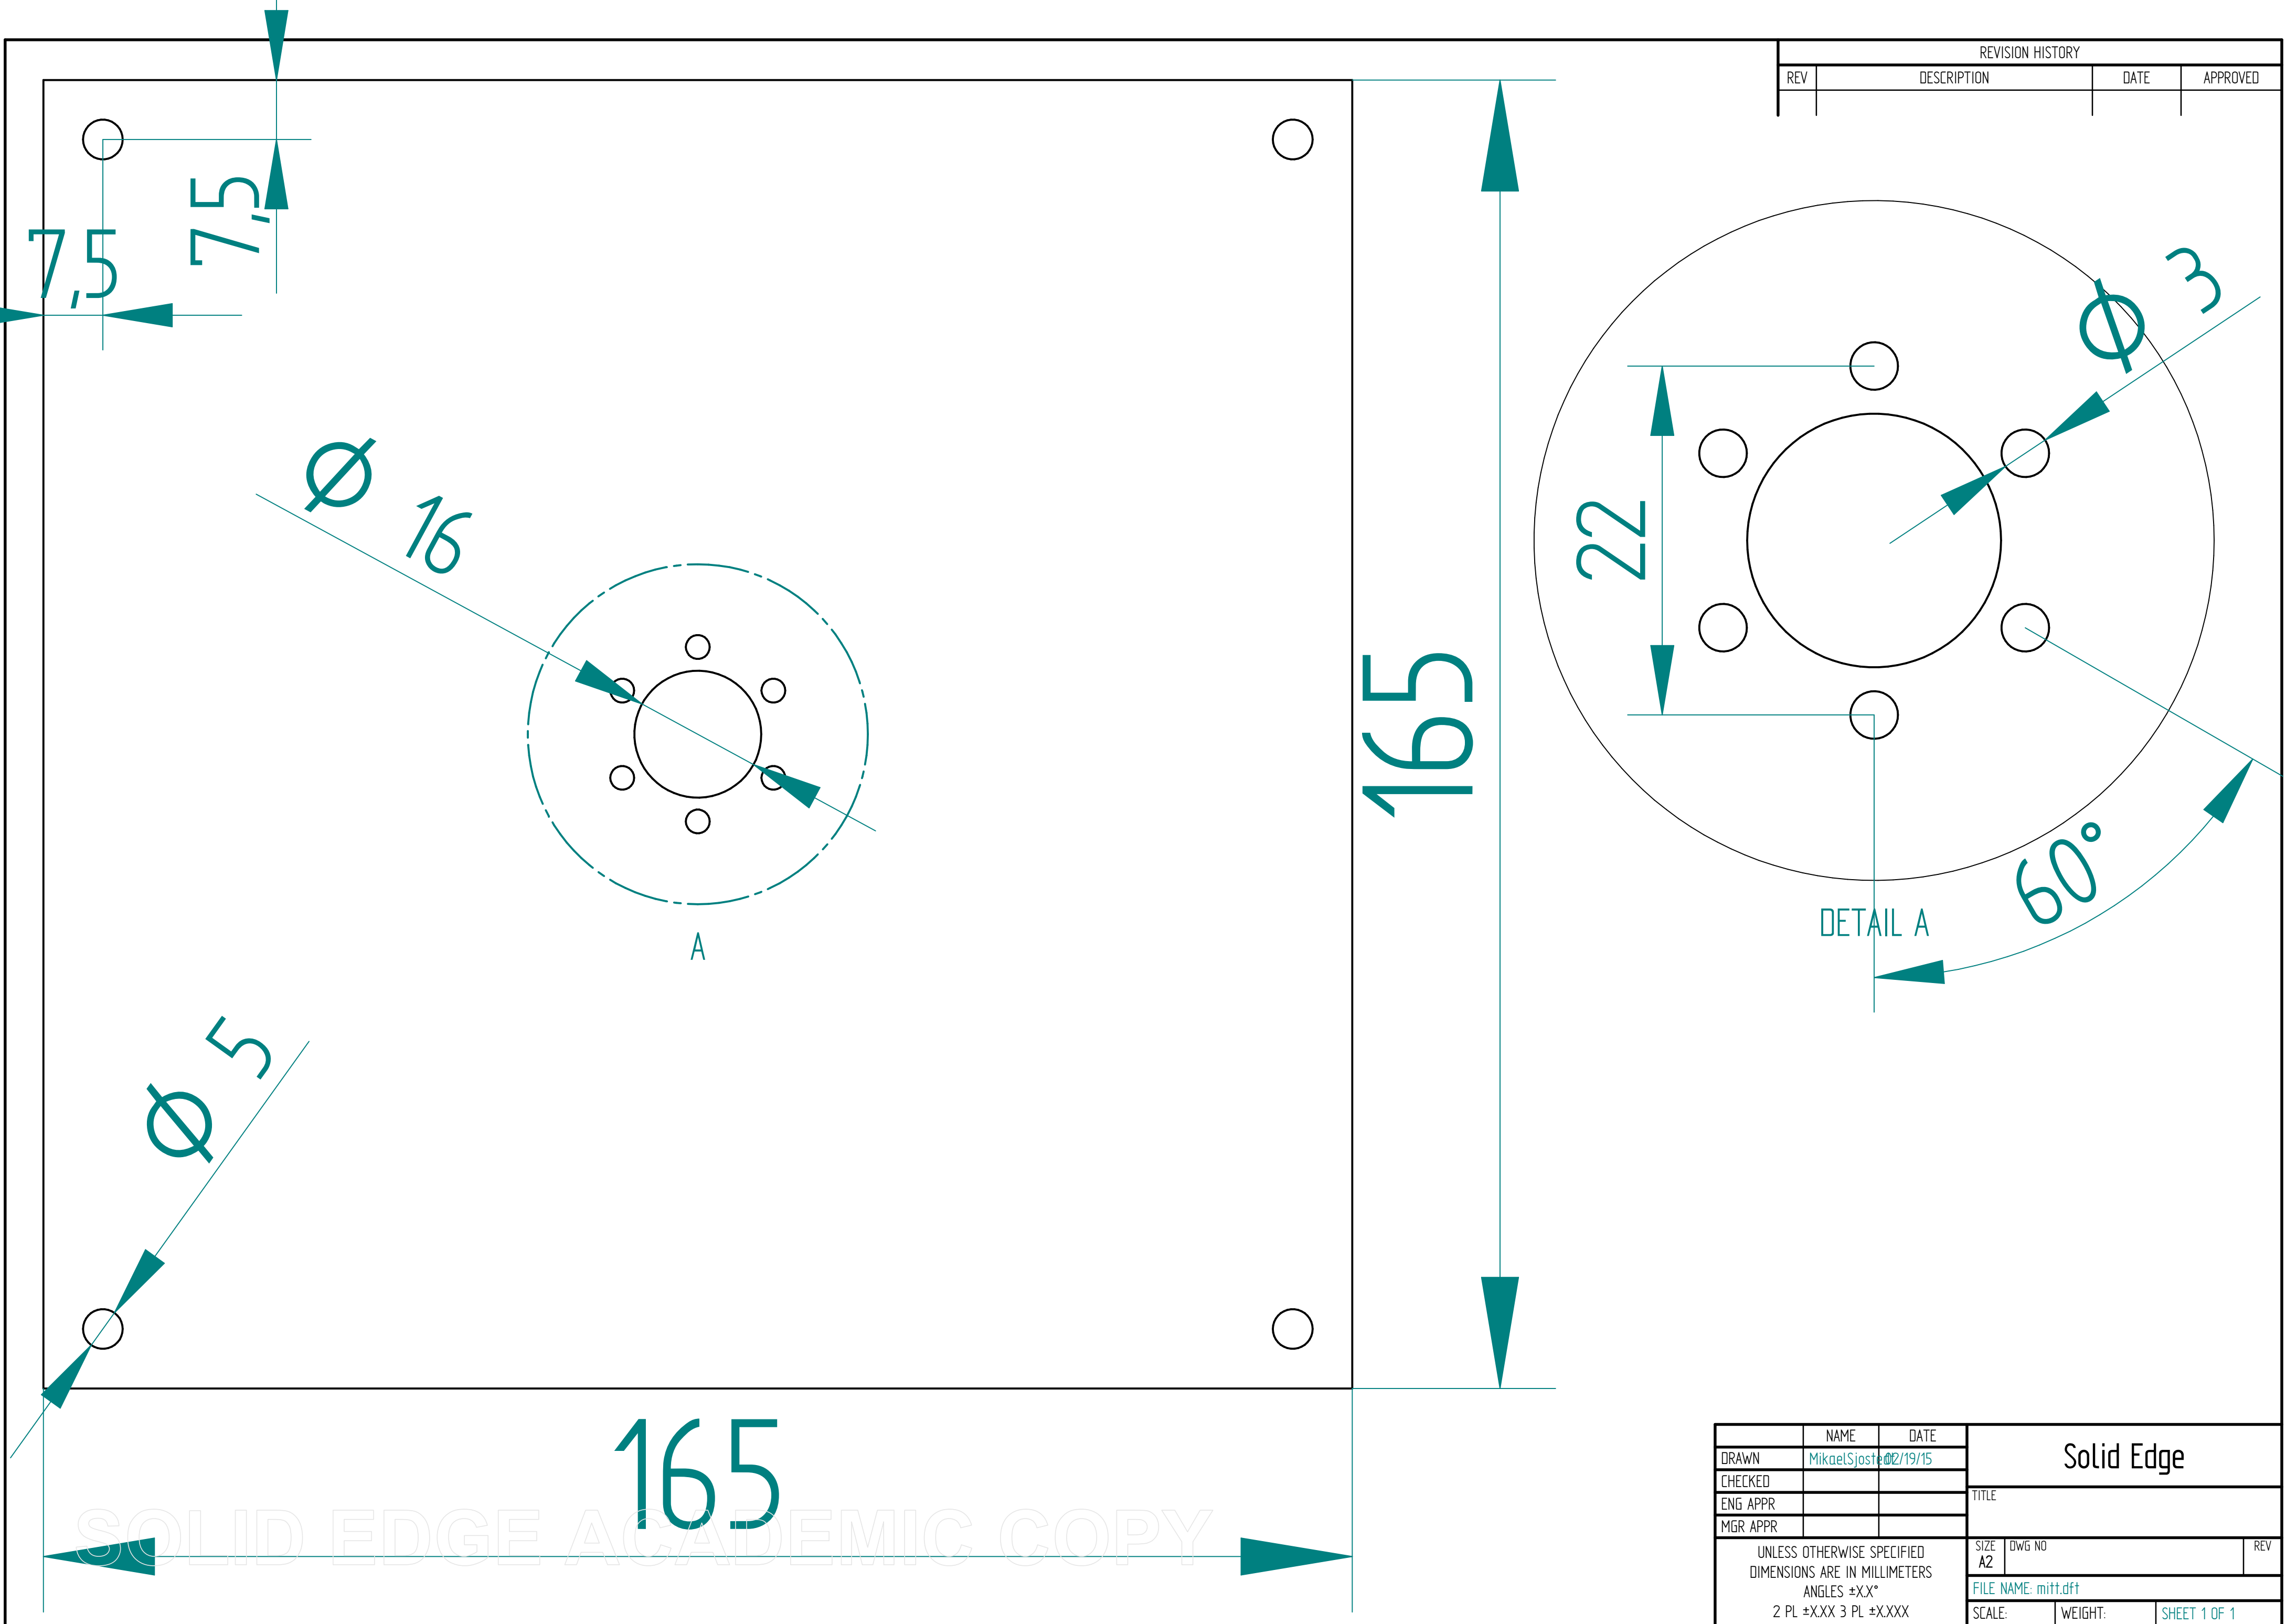 REVISION HISTORY
REV DESCRIPTION DATE APPROVED
7,5
7,5
⌀ 16
⌀ 3
22
165
A
60°
DETAIL A
⌀ 5
165
SOLID EDGE ACADEMIC COPY
NAME DATE
DRAWN MikaelSjostedt 02/19/15
CHECKED
ENG APPR
MGR APPR
UNLESS OTHERWISE SPECIFIED
DIMENSIONS ARE IN MILLIMETERS
ANGLES ±X.X°
2 PL ±X.XX 3 PL ±X.XXX
Solid Edge
TITLE
SIZE DWG NO REV
A2
FILE NAME: mitt.dft
SCALE: WEIGHT: SHEET 1 OF 1